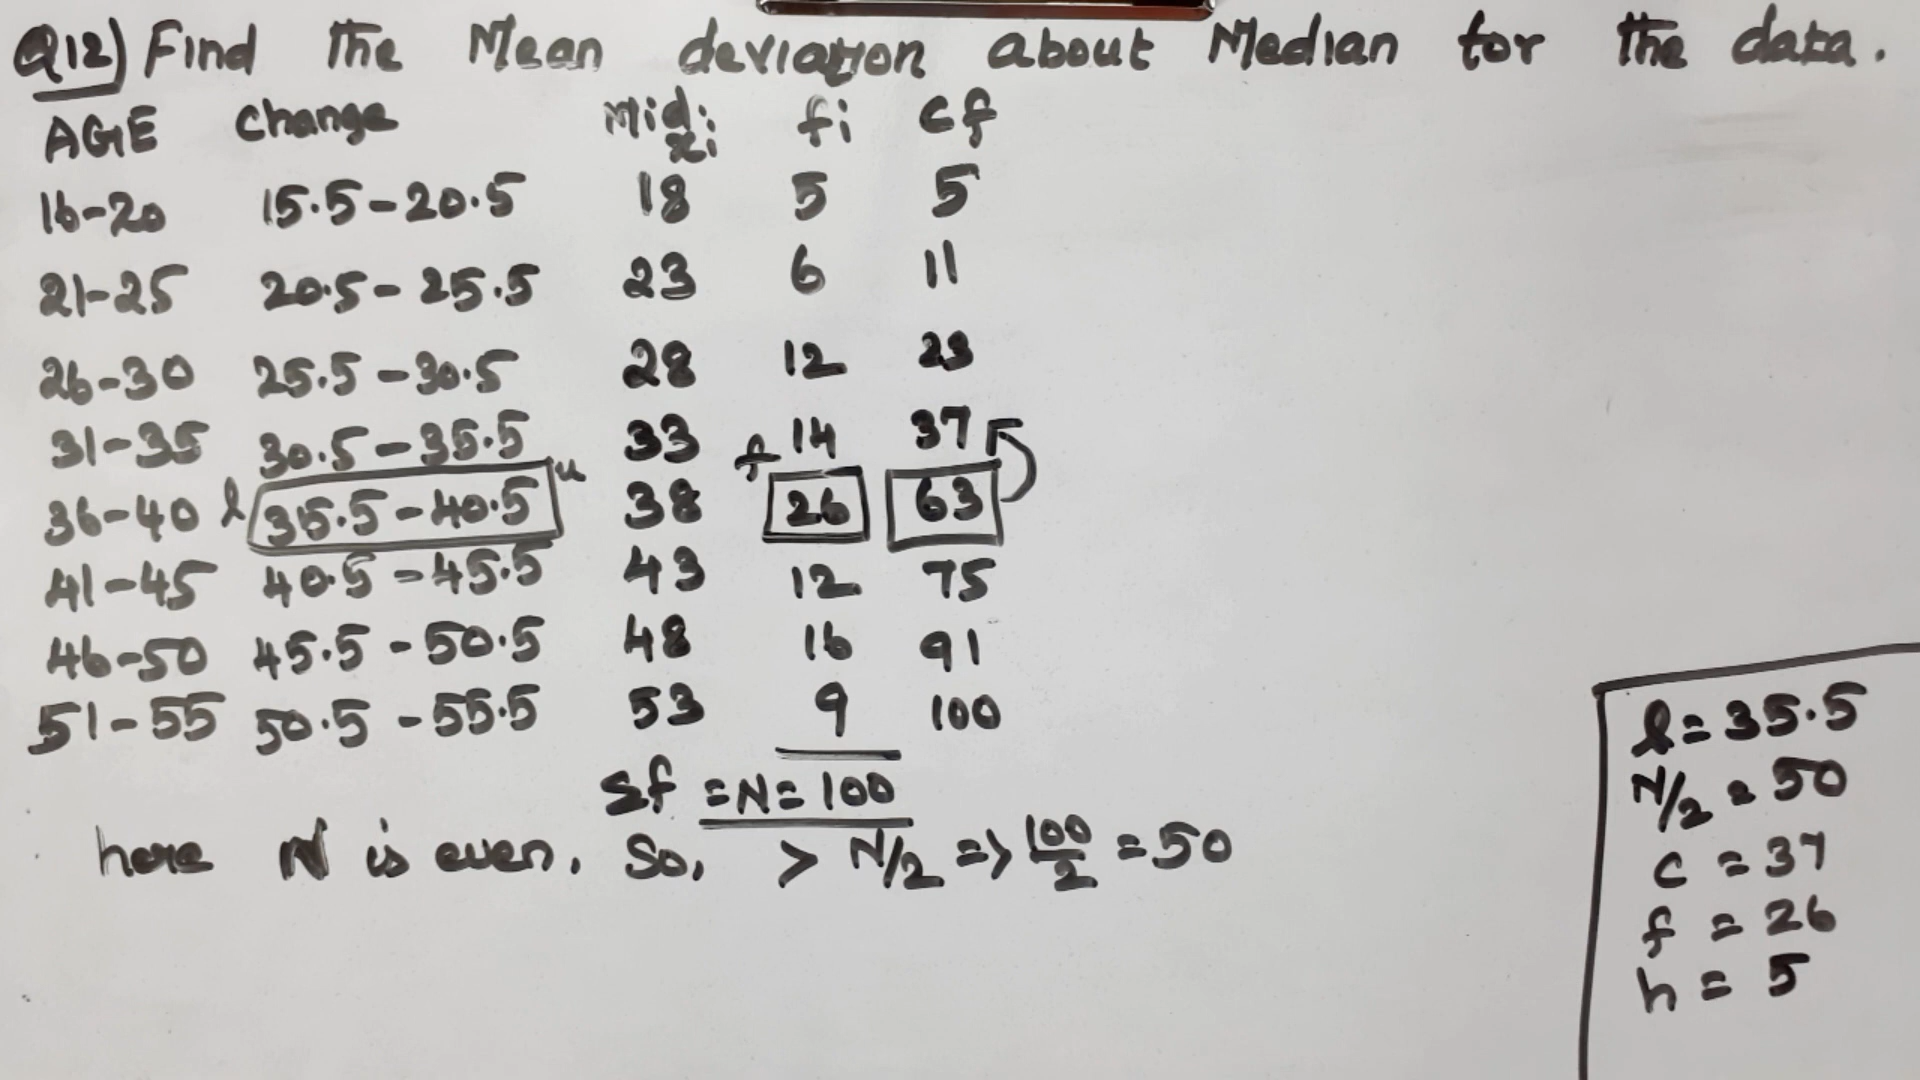 Q12) Find the Mean deviation about Median for the data.
AGE change Mid: xi fi cf
16-20 15.5-20.5 18 5 5
21-25 20.5-25.5 23 6 11
26-30 25.5-30.5 28 12 23
31-35 30.5-35.5 33 14 37
36-40 l 35.5-40.5 u 38 f 26 63
41-45 40.5-45.5 43 12 75
46-50 45.5-50.5 48 16 91
51-55 50.5-55.5 53 9 100
Σf = N = 100
here N is even. So, > N/2 => 100/2 = 50
l = 35.5
N/2 = 50
c = 37
f = 26
h = 5